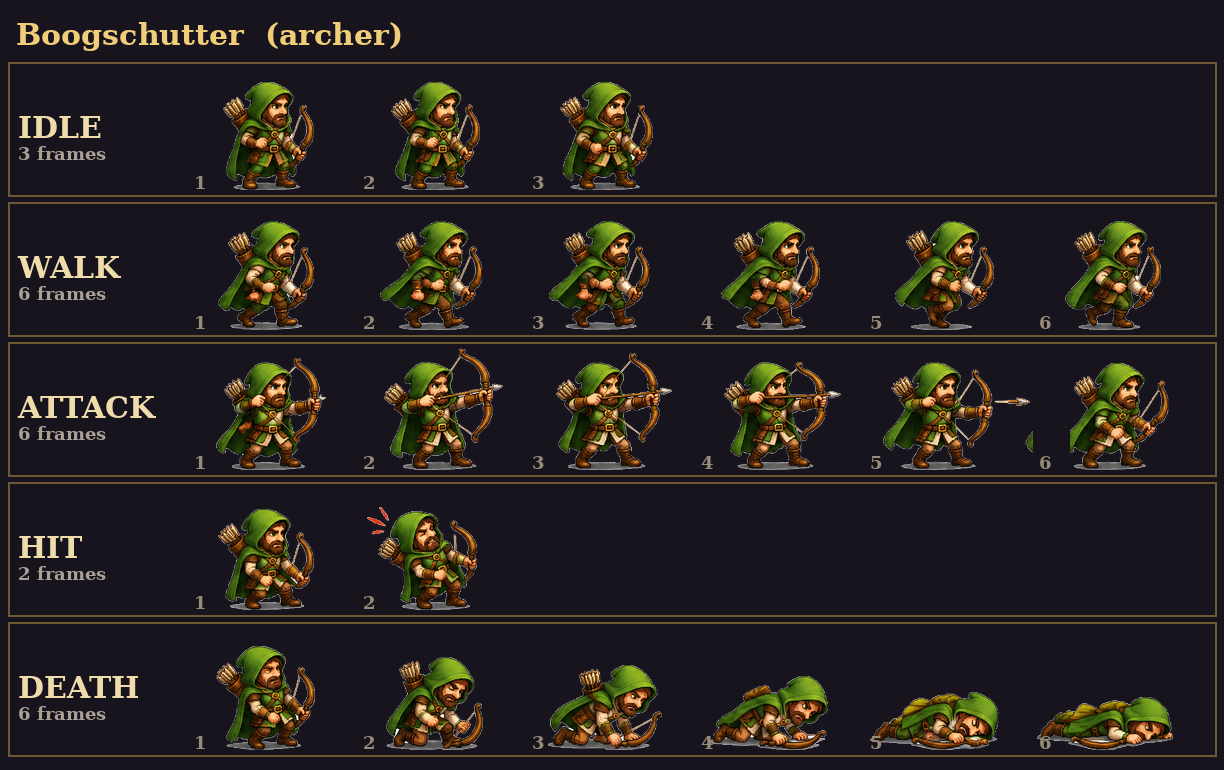 Boogschutter (archer)
IDLE
3 frames
1 2 3
WALK
6 frames
1 2 3 4 5 6
ATTACK
6 frames
1 2 3 4 5 6
HIT
2 frames
1 2
DEATH
6 frames
1 2 3 4 5 6